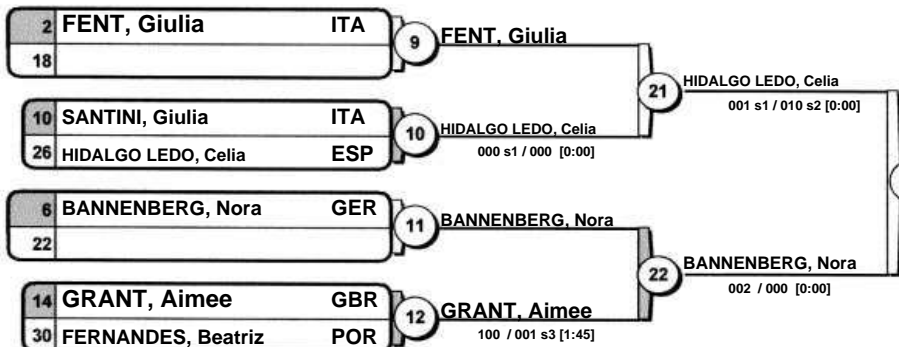 2 FENT, Giulia ITA
18
9 FENT, Giulia
10 SANTINI, Giulia ITA
26 HIDALGO LEDO, Celia ESP
10 HIDALGO LEDO, Celia
000 s1 / 000 [0:00]
21 HIDALGO LEDO, Celia
001 s1 / 010 s2 [0:00]
6 BANNENBERG, Nora GER
22
11 BANNENBERG, Nora
14 GRANT, Aimee GBR
30 FERNANDES, Beatriz POR
12 GRANT, Aimee
100 / 001 s3 [1:45]
22 BANNENBERG, Nora
002 / 000 [0:00]